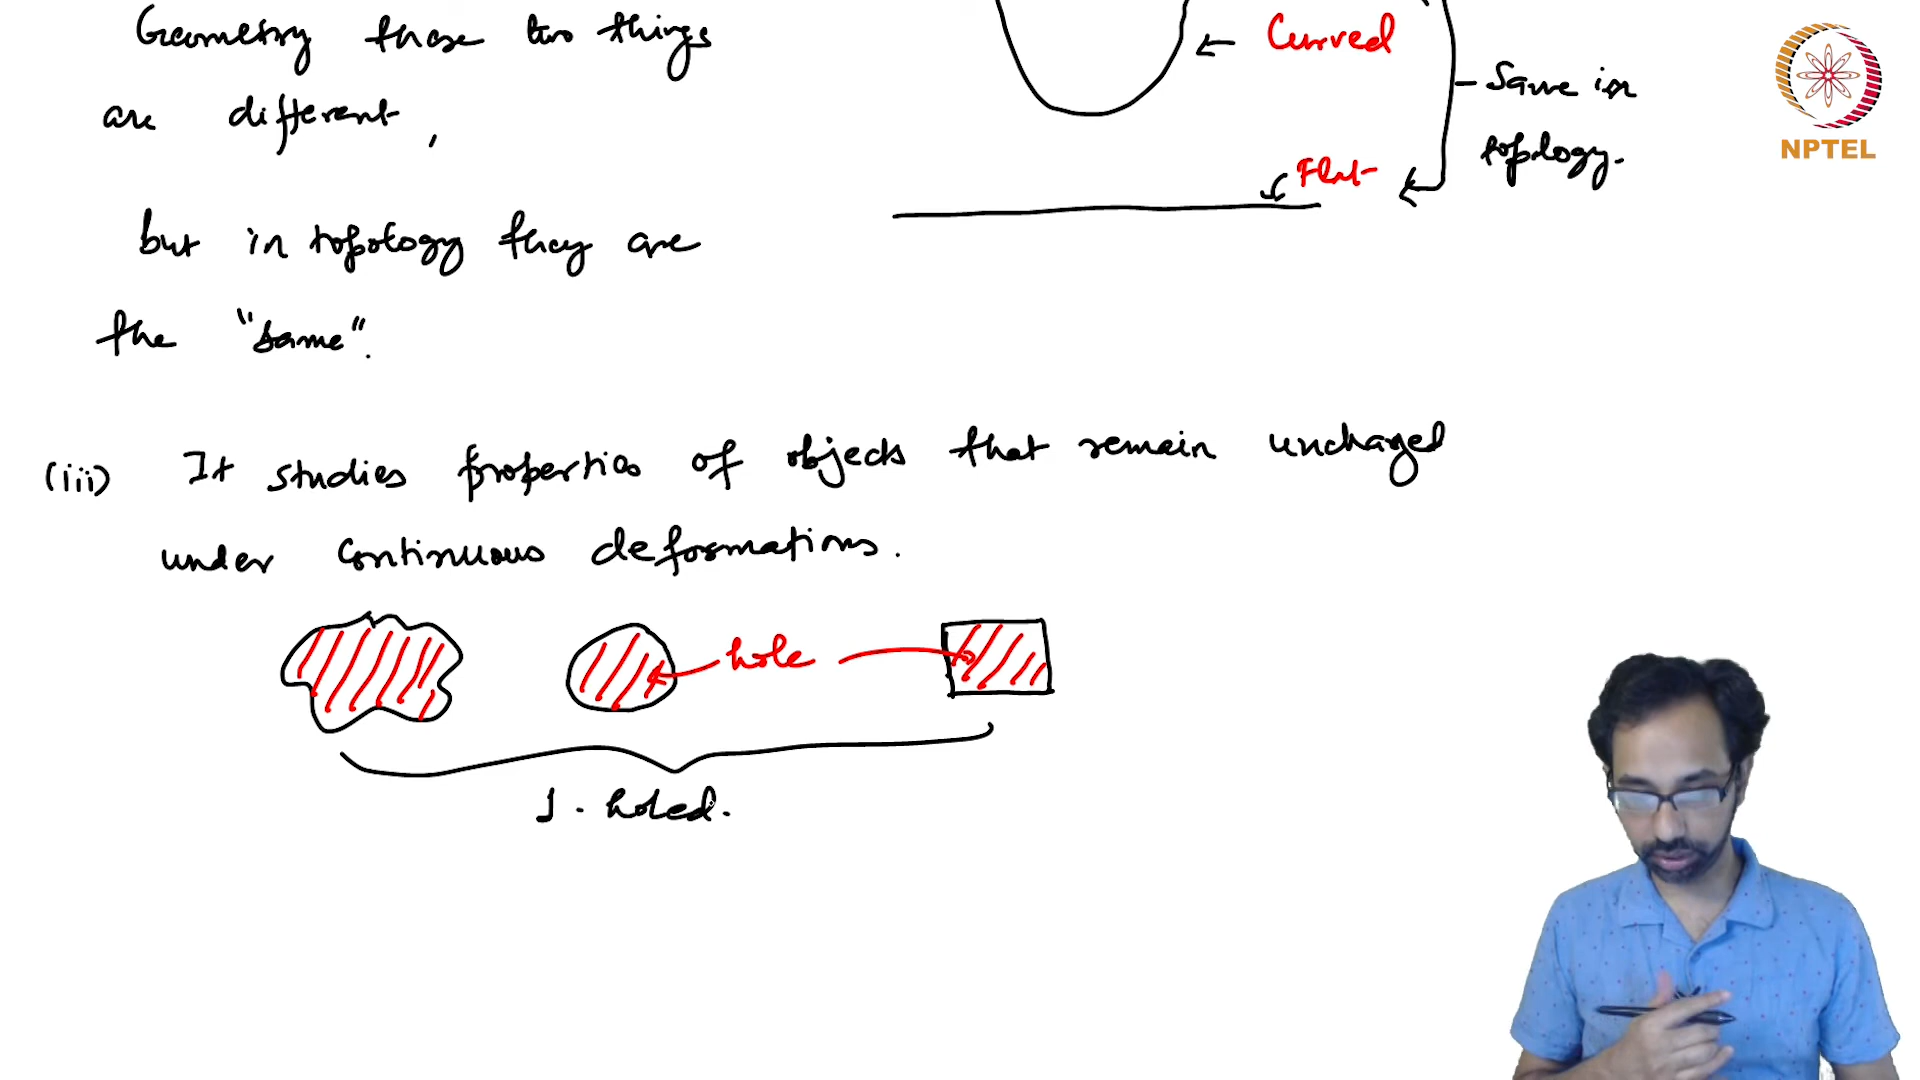 Geometry these two things
are different,
but in topology they are
the "same".
Curved
Flat
Same in
topology.
NPTEL
(iii) It studies properties of objects that remain unchaged
under continuous deformations.
hole
1-holed.